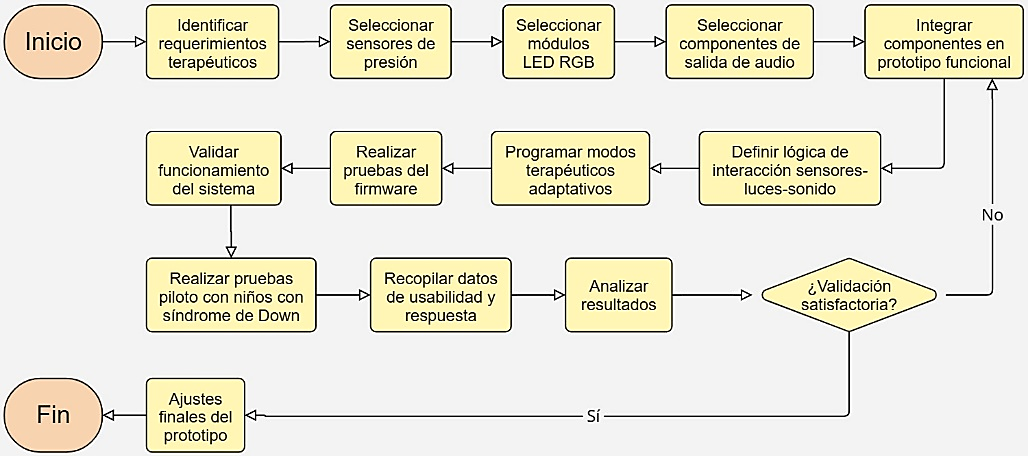 Inicio
Identificar
requerimientos
terapéuticos
Seleccionar
sensores de
presión
Seleccionar
módulos
LED RGB
Seleccionar
componentes de
salida de audio
Integrar
componentes en
prototipo funcional
Validar
funcionamiento
del sistema
Realizar
pruebas del
firmware
Programar modos
terapéuticos
adaptativos
Definir lógica de
interacción sensores-
luces-sonido
No
Realizar pruebas
piloto con niños con
síndrome de Down
Recopilar datos
de usabilidad y
respuesta
Analizar
resultados
¿Validación
satisfactoria?
Fin
Ajustes
finales del
prototipo
Sí